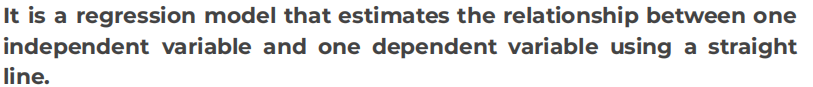 It is a regression model that estimates the relationship between one
independent variable and one dependent variable using a straight
line.